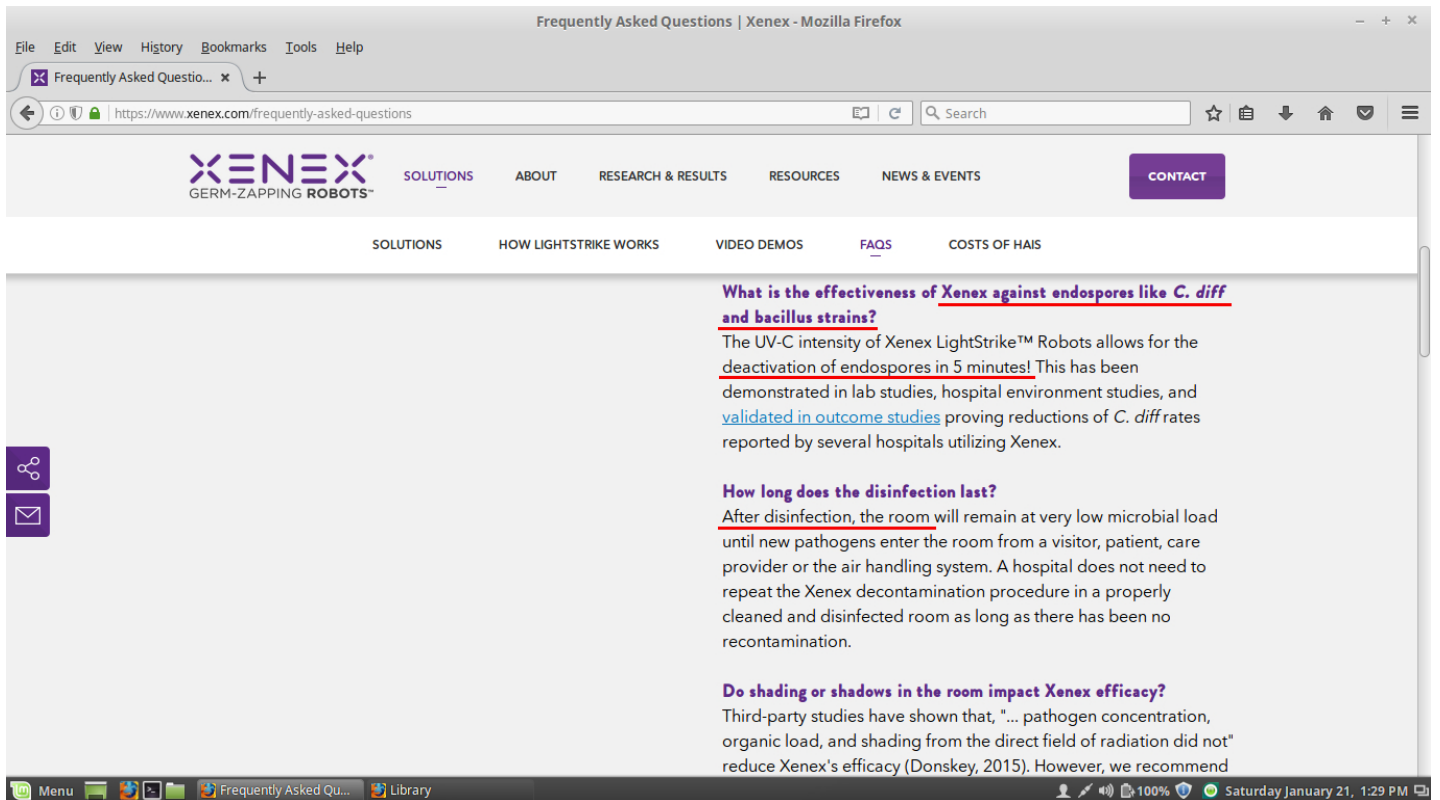 Frequently Asked Questions | Xenex - Mozilla Firefox
File Edit View History Bookmarks Tools Help
Frequently Asked Questio...
https://www.xenex.com/frequently-asked-questions
Search
XENEX
GERM-ZAPPING ROBOTS™
SOLUTIONS ABOUT RESEARCH & RESULTS RESOURCES NEWS & EVENTS
CONTACT
SOLUTIONS HOW LIGHTSTRIKE WORKS VIDEO DEMOS FAQS COSTS OF HAIS
What is the effectiveness of Xenex against endospores like C. diff
and bacillus strains?
The UV-C intensity of Xenex LightStrike™ Robots allows for the
deactivation of endospores in 5 minutes! This has been
demonstrated in lab studies, hospital environment studies, and
validated in outcome studies proving reductions of C. diff rates
reported by several hospitals utilizing Xenex.
How long does the disinfection last?
After disinfection, the room will remain at very low microbial load
until new pathogens enter the room from a visitor, patient, care
provider or the air handling system. A hospital does not need to
repeat the Xenex decontamination procedure in a properly
cleaned and disinfected room as long as there has been no
recontamination.
Do shading or shadows in the room impact Xenex efficacy?
Third-party studies have shown that, "... pathogen concentration,
organic load, and shading from the direct field of radiation did not"
reduce Xenex's efficacy (Donskey, 2015). However, we recommend
Menu Frequently Asked Qu... Library 100% Saturday January 21, 1:29 PM